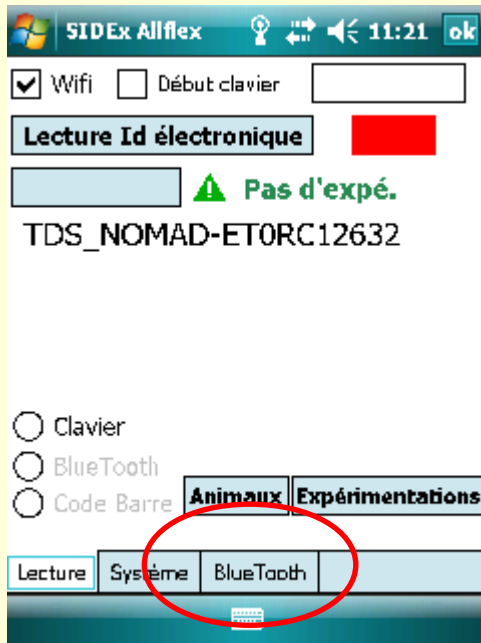 SIDEx Allflex 11:21 ok
Wifi Début clavier
Lecture Id électronique
Pas d'expé.
TDS_NOMAD-ET0RC12632
Clavier
BlueTooth
Code Barre Animaux Expérimentations
Lecture Système BlueTooth